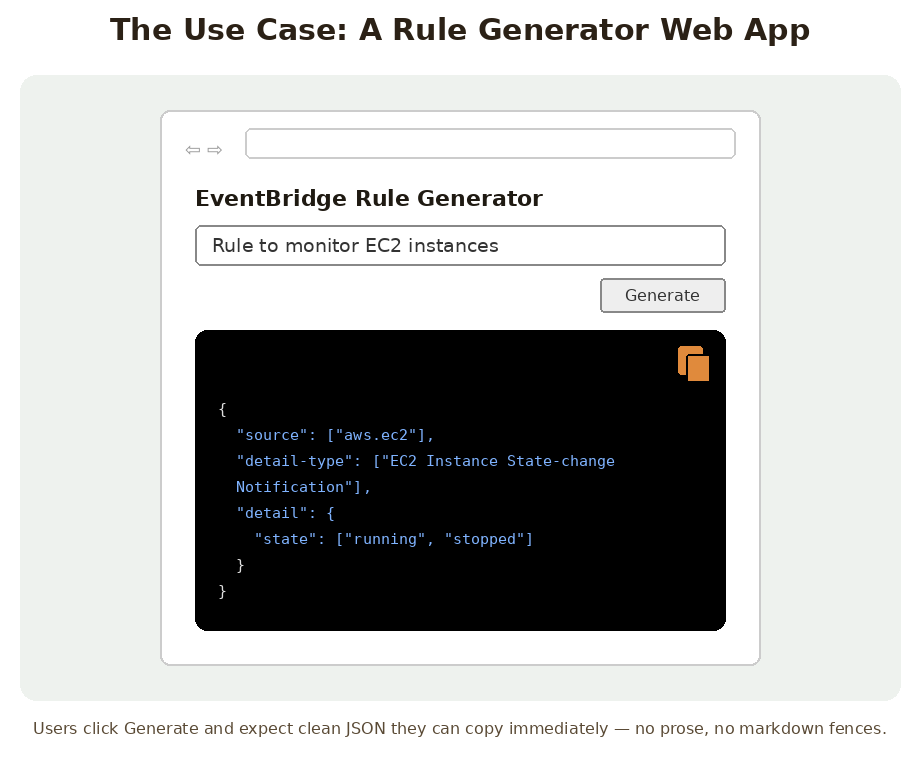 The Use Case: A Rule Generator Web App
⇦ ⇨
EventBridge Rule Generator
Rule to monitor EC2 instances
Generate
{
  "source": ["aws.ec2"],
  "detail-type": ["EC2 Instance State-change
  Notification"],
  "detail": {
    "state": ["running", "stopped"]
  }
}
Users click Generate and expect clean JSON they can copy immediately — no prose, no markdown fences.